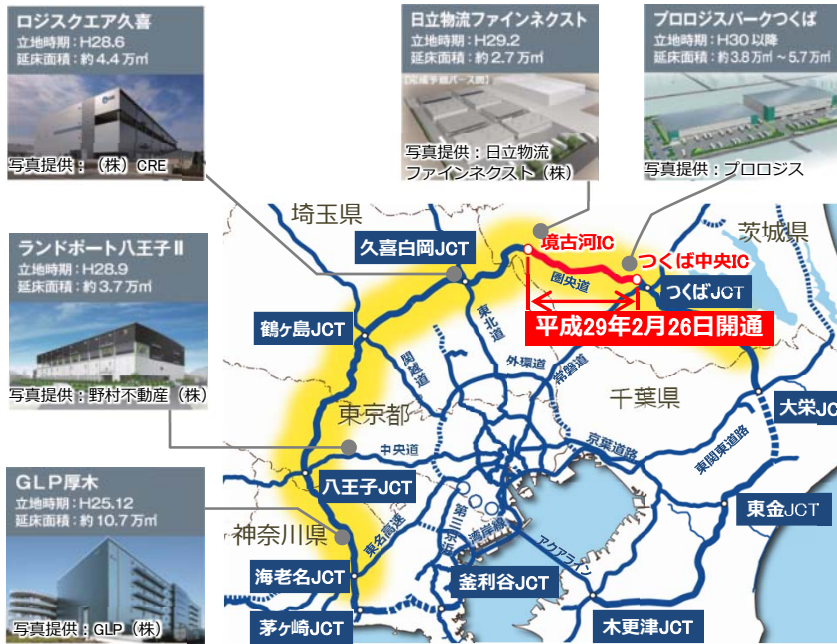 ロジスクエア久喜
立地時期：H28.6
延床面積：約4.4万㎡
写真提供：（株）CRE
日立物流ファインネクスト
立地時期：H29.2
延床面積：約2.7万㎡
【完成予想パース図】
写真提供：日立物流
ファインネクスト（株）
プロロジスパークつくば
立地時期：H30以降
延床面積：約3.8万㎡～5.7万㎡
写真提供：プロロジス
ランドポート八王子Ⅱ
立地時期：H28.9
延床面積：約3.7万㎡
写真提供：野村不動産（株）
GLP厚木
立地時期：H25.12
延床面積：約10.7万㎡
写真提供：GLP（株）
埼玉県
茨城県
久喜白岡JCT
境古河IC
つくば中央IC
圏央道
つくばJCT
平成29年2月26日開通
鶴ヶ島JCT
東北道
関越道
外環道
常磐道
千葉県
東京都
大栄JC
中央道
京葉道路
東関東道路
八王子JCT
神奈川県
東名高速
第三京浜
湾岸線
アクアライン
東金JCT
海老名JCT
釜利谷JCT
茅ヶ崎JCT
木更津JCT